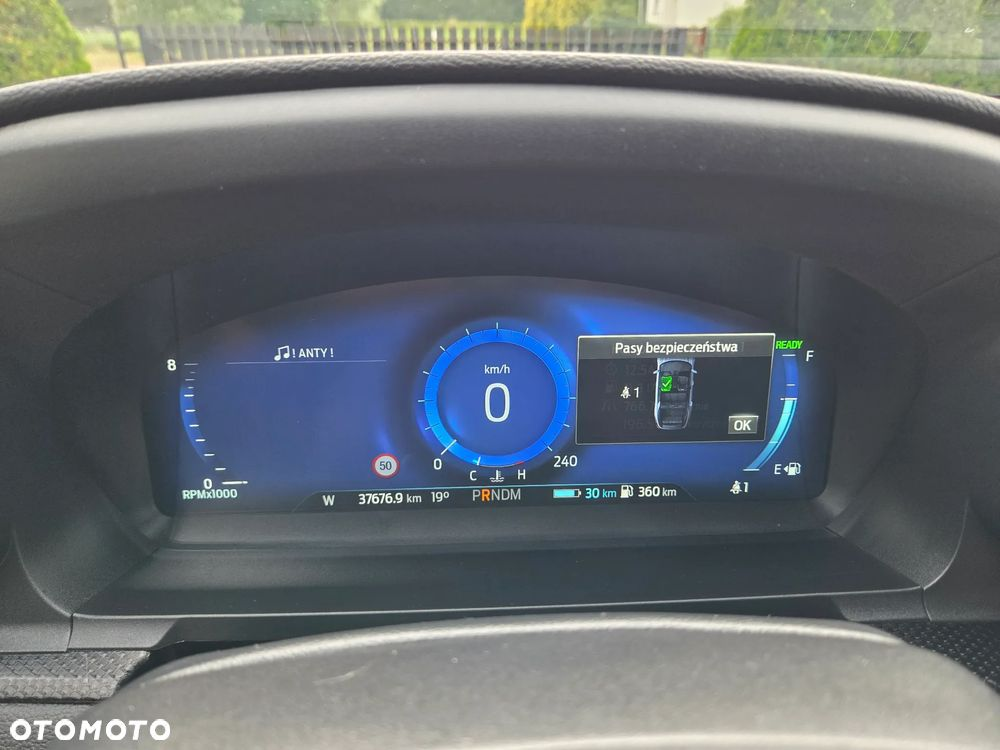 ! ANTY !
8
0
RPMx1000
50
km/h
0
0
240
C
H
Pasy bezpieczeństwa
1
OK
READY
F
E
1
W
37676.9 km
19°
PRNDM
30 km
360 km
OTOMOTO